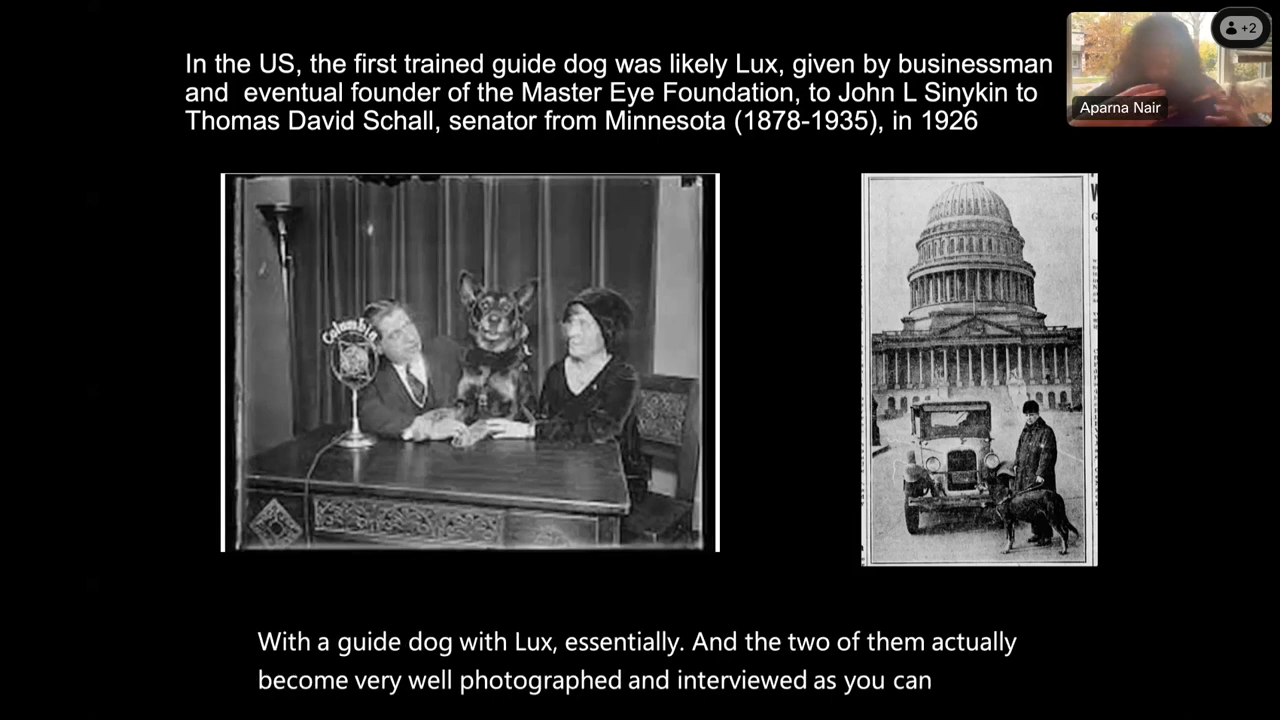 In the US, the first trained guide dog was likely Lux, given by businessman
and  eventual founder of the Master Eye Foundation, to John L Sinykin to
Thomas David Schall, senator from Minnesota (1878-1935), in 1926
+2
Aparna Nair
Columbia
With a guide dog with Lux, essentially. And the two of them actually
become very well photographed and interviewed as you can